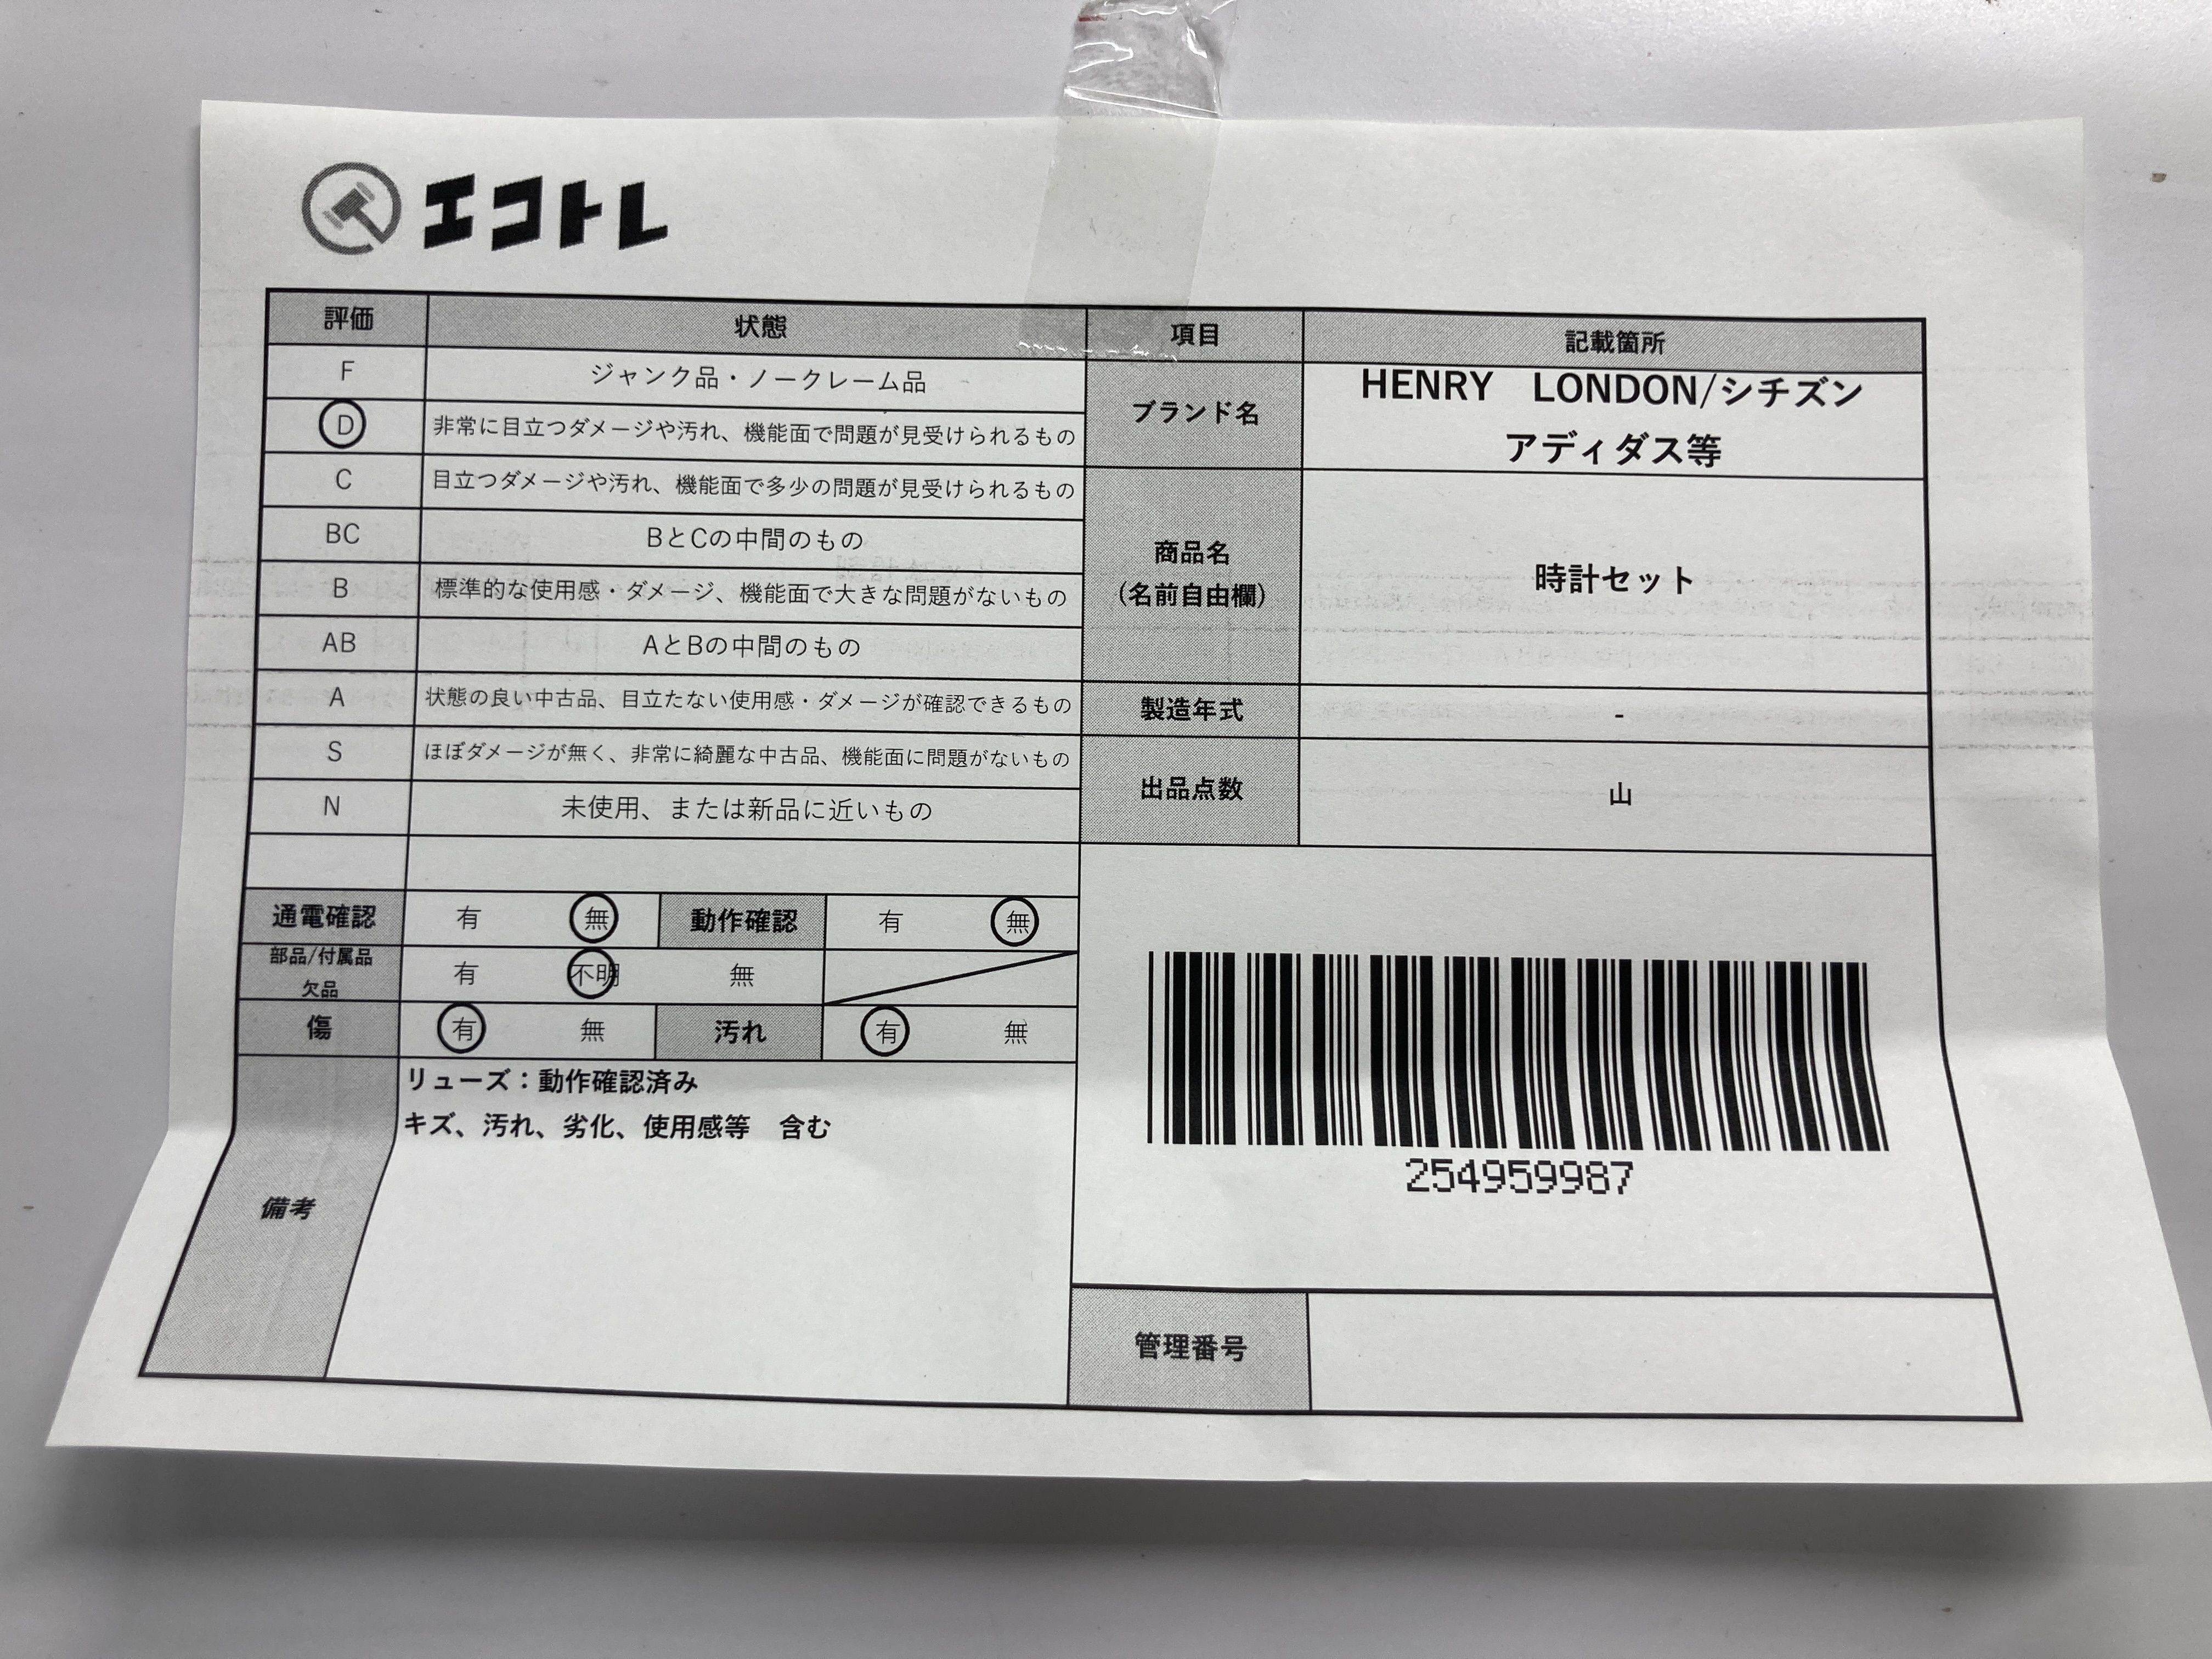 エコトレ
評価 状態
F ジャンク品・ノークレーム品
D 非常に目立つダメージや汚れ、機能面で問題が見受けられるもの
C 目立つダメージや汚れ、機能面で多少の問題が見受けられるもの
BC BとCの中間のもの
B 標準的な使用感・ダメージ、機能面で大きな問題がないもの
AB AとBの中間のもの
A 状態の良い中古品、目立たない使用感・ダメージが確認できるもの
S ほぼダメージが無く、非常に綺麗な中古品、機能面に問題がないもの
N 未使用、または新品に近いもの
通電確認 有 無 動作確認 有 無
部品/付属品
欠品
有 不明 無
傷 有 無 汚れ 有 無
備考
リューズ：動作確認済み
キズ、汚れ、劣化、使用感等 含む
項目 記載箇所
ブランド名
HENRY LONDON/シチズン
アディダス等
商品名
(名前自由欄)
時計セット
製造年式 -
出品点数 山
254959987
管理番号